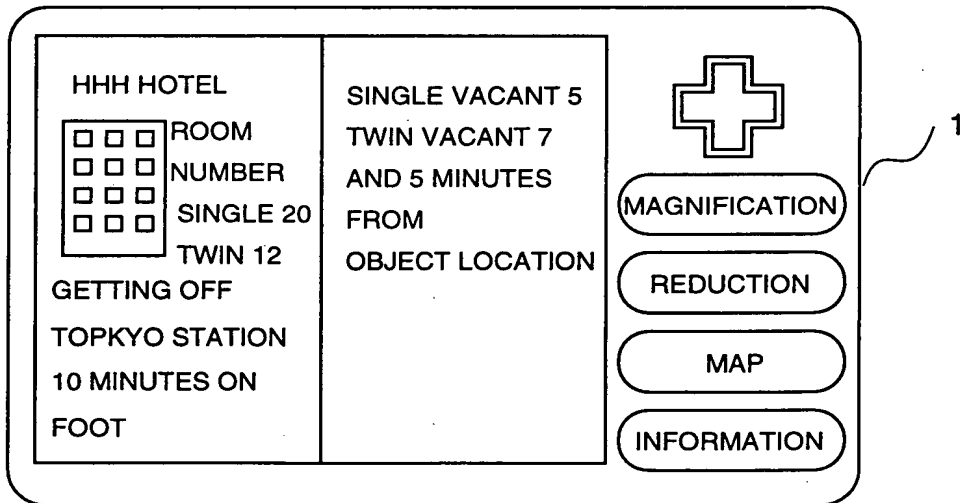 HHH HOTEL
ROOM
NUMBER
SINGLE 20
TWIN 12
GETTING OFF
TOPKYO STATION
10 MINUTES ON
FOOT
SINGLE VACANT 5
TWIN VACANT 7
AND 5 MINUTES
FROM
OBJECT LOCATION
MAGNIFICATION
REDUCTION
MAP
INFORMATION
1